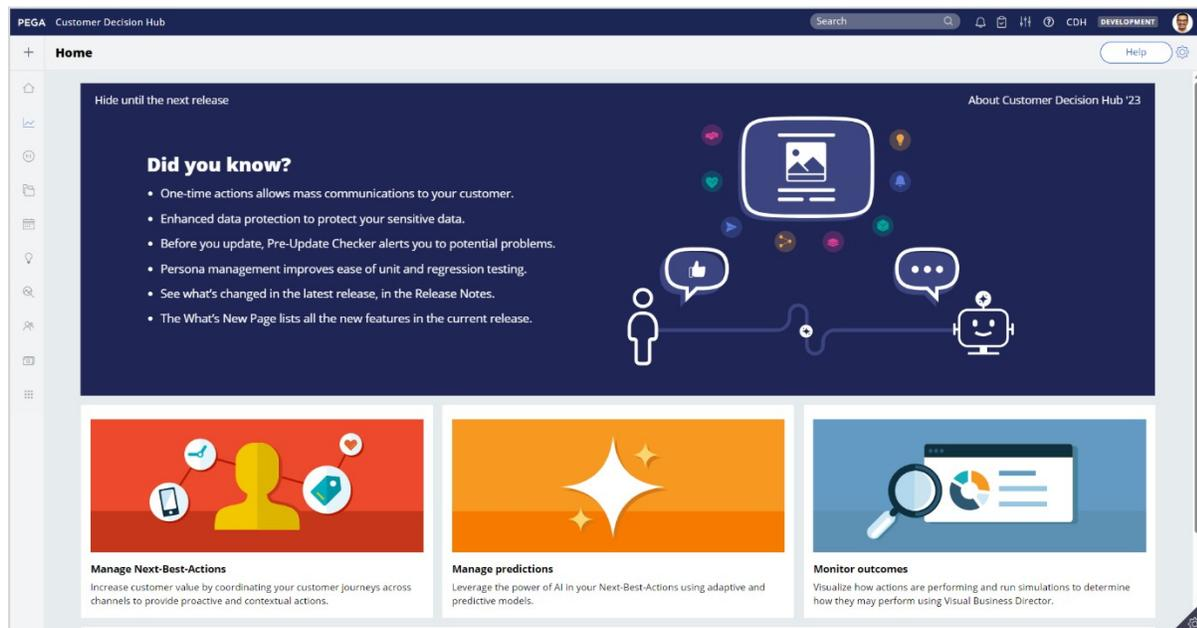 PEGA Customer Decision Hub
Search
CDH
DEVELOPMENT
Home
Help
Hide until the next release
About Customer Decision Hub '23
Did you know?
• One-time actions allows mass communications to your customer.
• Enhanced data protection to protect your sensitive data.
• Before you update, Pre-Update Checker alerts you to potential problems.
• Persona management improves ease of unit and regression testing.
• See what's changed in the latest release, in the Release Notes.
• The What's New Page lists all the new features in the current release.
Manage Next-Best-Actions
Increase customer value by coordinating your customer journeys across
channels to provide proactive and contextual actions.
Manage predictions
Leverage the power of AI in your Next-Best-Actions using adaptive and
predictive models.
Monitor outcomes
Visualize how actions are performing and run simulations to determine
how they may perform using Visual Business Director.